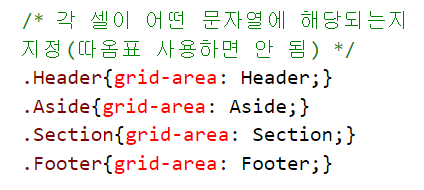 /* 각 셀이 어떤 문자열에 해당되는지
지정(따옴표 사용하면 안 됨) */
.Header{grid-area: Header;}
.Aside{grid-area: Aside;}
.Section{grid-area: Section;}
.Footer{grid-area: Footer;}